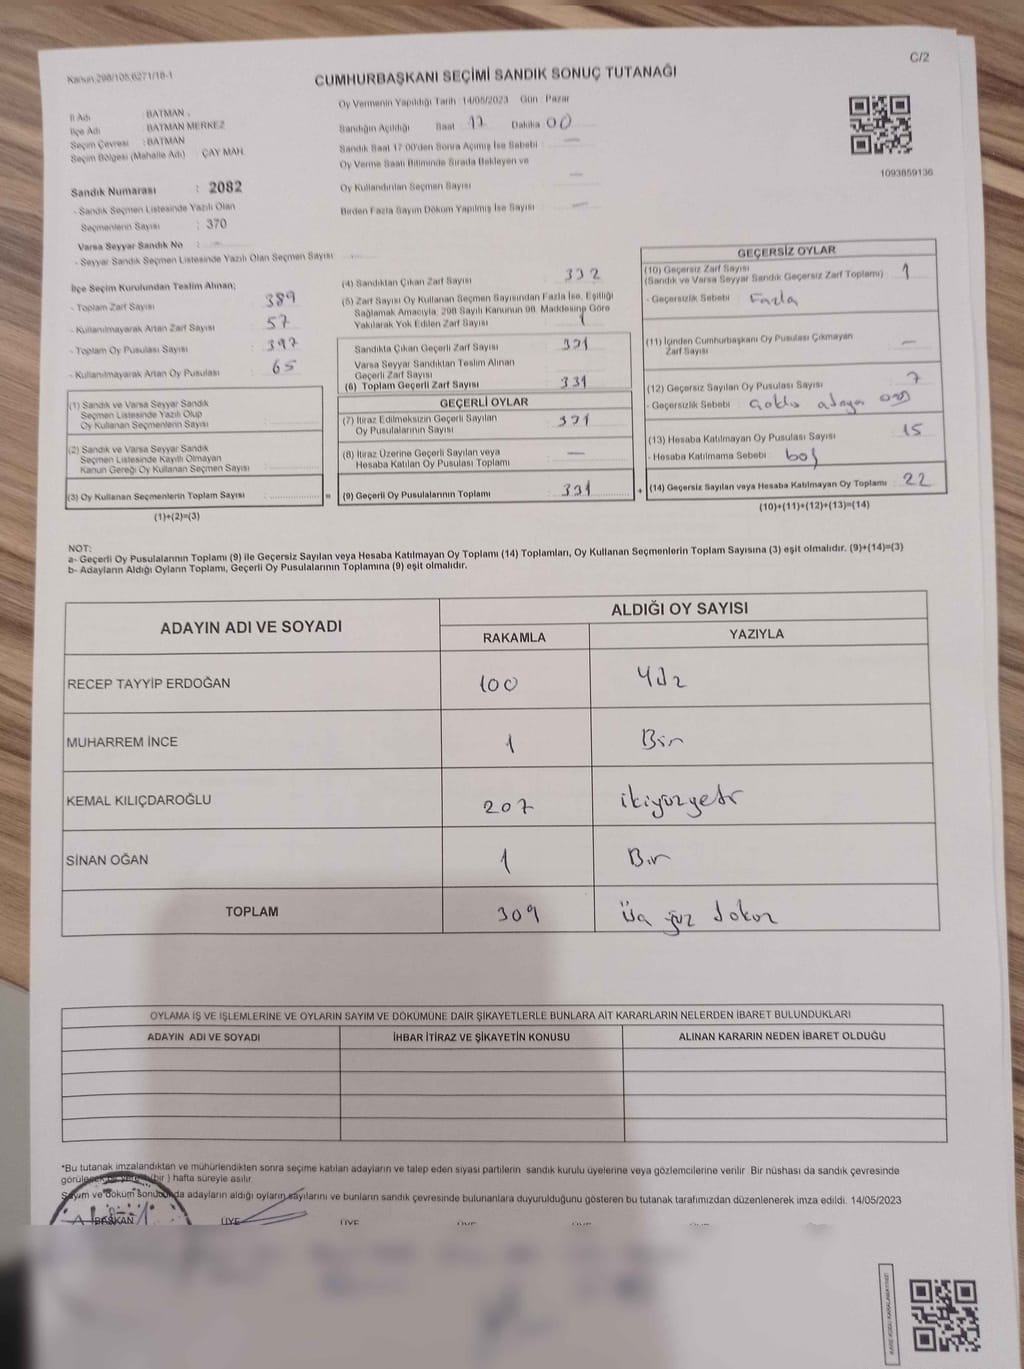 Kanun 298/105,6271/18-1
C/2
CUMHURBAŞKANI SEÇİMİ SANDIK SONUÇ TUTANAĞI
İl Adı : BATMAN
İlçe Adı : BATMAN MERKEZ
Seçim Çevresi : BATMAN
Seçim Bölgesi (Mahalle Adı) : ÇAY MAH.
Sandık Numarası : 2082
- Sandık Seçmen Listesinde Yazılı Olan
Seçmenlerin Sayısı : 370
Varsa Seyyar Sandık No : -
- Seyyar Sandık Seçmen Listesinde Yazılı Olan Seçmen Sayısı
Oy Vermenin Yapıldığı Tarih : 14/05/2023 Gün : Pazar
Sandığın Açıldığı Saat 17 Dakika 00
Sandık Saat 17:00'den Sonra Açımış İse Sebebi : —
Oy Verme Saati Bitiminde Sırada Bekleyen ve
Oy Kullandırılan Seçmen Sayısı —
Birden Fazla Sayım Döküm Yapılmış İse Sayısı : —
1093859136
İlçe Seçim Kurulundan Teslim Alınan;
- Toplam Zarf Sayısı : 389
- Kullanılmayarak Artan Zarf Sayısı : 57
- Toplam Oy Pusulası Sayısı : 397
- Kullanılmayarak Artan Oy Pusulası : 65
(1) Sandık ve Varsa Seyyar Sandık
Seçmen Listesinde Yazılı Olup
Oy Kullanan Seçmenlerin Sayısı :
(2) Sandık ve Varsa Seyyar Sandık
Seçmen Listesinde Kayıtlı Olmayan
Kanun Gereği Oy Kullanan Seçmen Sayısı :
(3) Oy Kullanan Seçmenlerin Toplam Sayısı : =
(1)+(2)=(3)
(4) Sandıktan Çıkan Zarf Sayısı : 332
(5) Zarf Sayısı Oy Kullanan Seçmen Sayısından Fazla İse, Eşitliği
Sağlamak Amacıyla, 298 Sayılı Kanunun 98. Maddesine Göre
Yakılarak Yok Edilen Zarf Sayısı : 1
Sandıkta Çıkan Geçerli Zarf Sayısı : 331
Varsa Seyyar Sandıktan Teslim Alınan
Geçerli Zarf Sayısı
(6) Toplam Geçerli Zarf Sayısı : 331
GEÇERLİ OYLAR
(7) İtiraz Edilmeksizin Geçerli Sayılan
Oy Pusulalarının Sayısı : 331
(8) İtiraz Üzerine Geçerli Sayılan veya
Hesaba Katılan Oy Pusulası Toplamı : —
(9) Geçerli Oy Pusulalarının Toplamı : 331 +
GEÇERSİZ OYLAR
(10) Geçersiz Zarf Sayısı
(Sandık ve Varsa Seyyar Sandık Geçersiz Zarf Toplamı) : 1
- Geçersizlik Sebebi : Fazla
(11) İçinden Cumhurbaşkanı Oy Pusulası Çıkmayan
Zarf Sayısı : —
(12) Geçersiz Sayılan Oy Pusulası Sayısı : 7
- Geçersizlik Sebebi :
(13) Hesaba Katılmayan Oy Pusulası Sayısı : 15
- Hesaba Katılmama Sebebi : boş
(14) Geçersiz Sayılan veya Hesaba Katılmayan Oy Toplamı : 22
(10)+(11)+(12)+(13)=(14)
NOT:
a- Geçerli Oy Pusulalarının Toplamı (9) ile Geçersiz Sayılan veya Hesaba Katılmayan Oy Toplamı (14) Toplamları, Oy Kullanan Seçmenlerin Toplam Sayısına (3) eşit olmalıdır. (9)+(14)=(3)
b- Adayların Aldığı Oyların Toplamı, Geçerli Oy Pusulalarının Toplamına (9) eşit olmalıdır.
ADAYIN ADI VE SOYADI
ALDIĞI OY SAYISI
RAKAMLA YAZIYLA
RECEP TAYYİP ERDOĞAN 100 Yüz
MUHARREM İNCE 1 Bir
KEMAL KILIÇDAROĞLU 207 ikiyüzyedi
SİNAN OĞAN 1 Bir
TOPLAM 309 Üç yüz dokuz
OYLAMA İŞ VE İŞLEMLERİNE VE OYLARIN SAYIM VE DÖKÜMÜNE DAİR ŞİKAYETLERLE BUNLARA AİT KARARLARIN NELERDEN İBARET BULUNDUKLARI
ADAYIN ADI VE SOYADI İHBAR İTİRAZ VE ŞİKAYETİN KONUSU ALINAN KARARIN NEDEN İBARET OLDUĞU
*Bu tutanak imzalandıktan ve mühürlendikten sonra seçime katılan adayların ve talep eden siyasi partilerin sandık kurulu üyelerine veya gözlemcilerine verilir. Bir nüshası da sandık çevresinde
görülecek bir yere (bir) hafta süreyle asılır.
Sayım ve döküm sonucunda adayların aldığı oyların sayılarını ve bunların sandık çevresinde bulunanlara duyurulduğunu gösteren bu tutanak tarafımızdan düzenlenerek imza edildi. 14/05/2023
BAŞKAN ÜYE ÜYE ÜYE